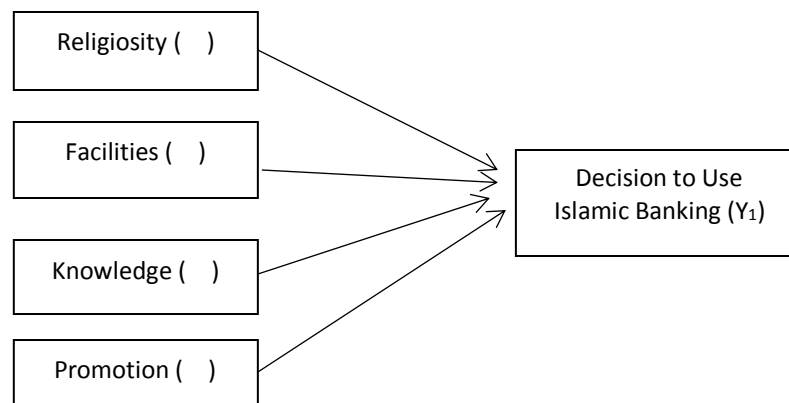 Religiosity (   )
Facilities (   )
Knowledge (   )
Promotion (   )
Decision to Use
Islamic Banking (Y₁)